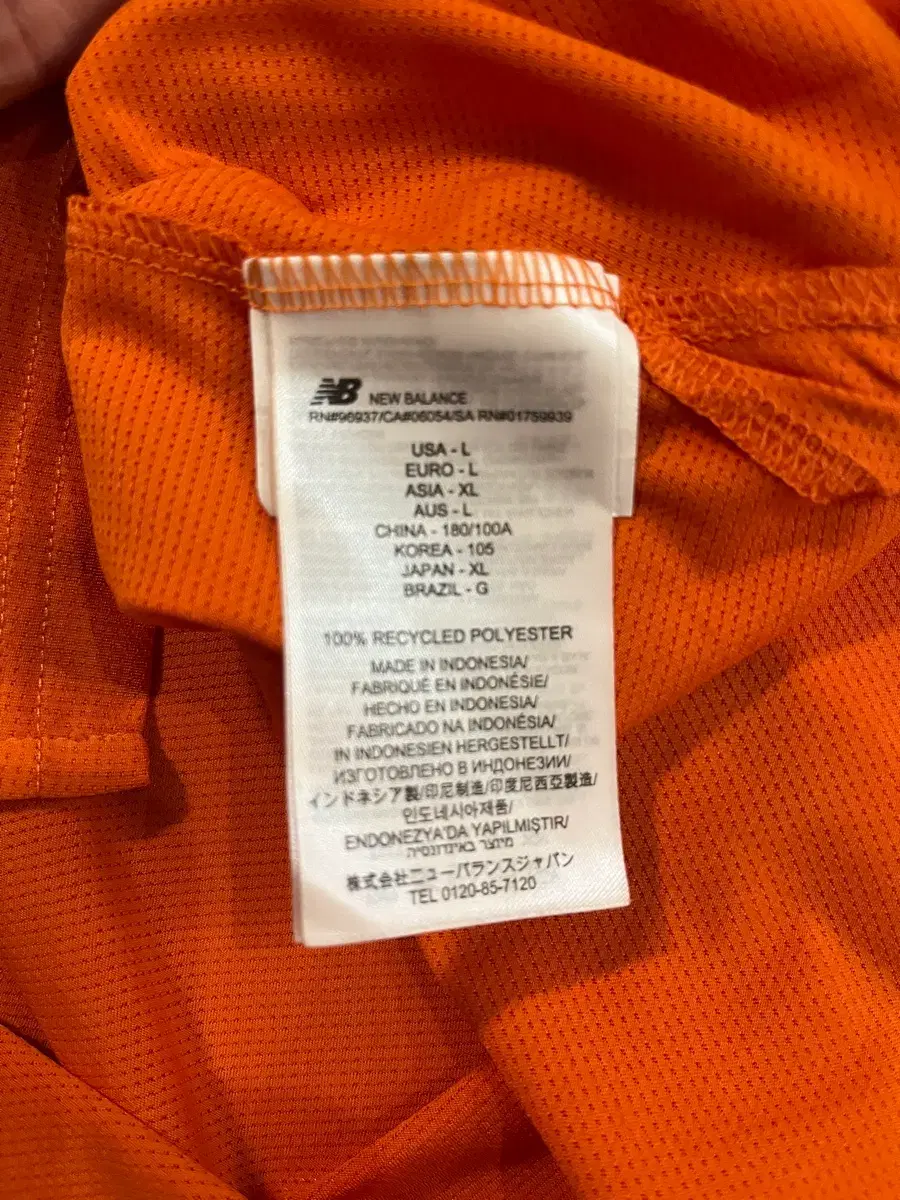 NB NEW BALANCE
RN#96937/CA#06054/SA RN#01759939
USA - L
EURO - L
ASIA - XL
AUS - L
CHINA - 180/100A
KOREA - 105
JAPAN - XL
BRAZIL - G
100% RECYCLED POLYESTER
MADE IN INDONESIA/
FABRIQUÉ EN INDONÉSIE/
HECHO EN INDONESIA/
FABRICADO NA INDONÉSIA/
IN INDONESIEN HERGESTELLT/
ИЗГОТОВЛЕНО В ИНДОНЕЗИИ/
インドネシア製/印尼制造/印度尼西亞製造/
인도네시아제품/
ENDONEZYA'DA YAPILMIŞTIR/
מיוצר באינדונסיה
株式会社ニューバランスジャパン
TEL 0120-85-7120